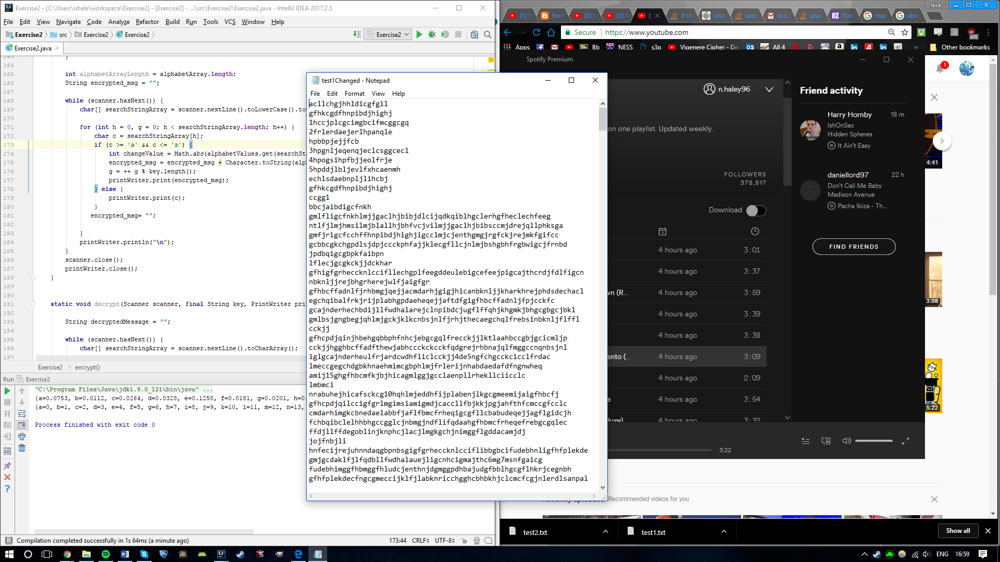 Exercise2 - [C:\Users\nhale\workspace\Exercise2] - [Exercise2] - ...\src\Exercise2\Exercise2.java - IntelliJ IDEA 2017.2.5
File Edit View Navigate Code Analyze Refactor Build Run Tools VCS Window Help
Exercise2 src Exercise2 Exercise2
Exercise2
Exercise2.java
163 }
164
165 int alphabetArrayLength = alphabetArray.length;
166 String encrypted_msg = "";
167
168 while (scanner.hasNext()) {
169 char[] searchStringArray = scanner.nextLine().toLowerCase().to
170
171 for (int h = 0, g = 0; h < searchStringArray.length; h++) {
172 char c = searchStringArray[h];
173 if (c >= 'a' && c <= 'z') {
174 int changeValue = Math.abs(alphabetValues.get(searchSt
175 encrypted_msg = encrypted_msg + Character.toString(alp
176 g = ++ g % key.length();
177 printWriter.print(encrypted_msg);
178 } else {
179 printWriter.print(c);
180 }
181 encrypted_msg= "";
182
183 }
184 printWriter.println("\n");
185 }
186 scanner.close();
187 printWriter.close();
188 }
189
190
191 static void decrypt(Scanner scanner, final String key, PrintWriter pri
192
193 String decryptedMessage = "";
194
195 while (scanner.hasNext()) {
196 char[] searchStringArray = scanner.nextLine().toCharArray();
197
Exercise2 encrypt()
Run Exercise2
"C:\Program Files\Java\jdk1.8.0_121\bin\java" ...
{a=0.0753, b=0.0112, c=0.0264, d=0.0328, e=0.1258, f=0.0181, g=0.0201, h=0
{a=0, b=1, c=2, d=3, e=4, f=5, g=6, h=7, i=8, j=9, k=10, l=11, m=12, n=13,
Process finished with exit code 0
Compilation completed successfully in 1s 64ms (a minute ago)
173:44 CRLF UTF-8
test1Changed - Notepad
File Edit Format View Help
acllchgjhhldicgfgil
gfhkcgdfhnpibdjhighj
1hccjplcgcimgbcifmcggcgq
2frlerdaejerlhpanqle
hpbbpjejjfcb
3hpgnljeqenqjeclcsggcecl
4hpogsihpfbjjeolfrje
5hpddjlbljevlfxhcaenmh
echlsdaebnpljlihcbj
gfhkcgdfhnpibdjhighj
ccgg1
bbcjaibdigcfnkh
gmlfligcfnkhlmjjgaclhjbibjdlcijqdkqiblhgclerhgfheclechfeeg
ntlfjlmjhmsilmjblallhjbhfvcjvilmjjgaclhjbibsccmjdrejqllphksga
gmfjrigcfcchffhnpibdjhighjigcclmjcjenthgmgjrgfckjrejmkfgifcc
gcbbcgkchgpdlsjdpjccckphfajjklecgfllcjnlmjbshgbhfrgbwigcjfrnbd
jpdbqigcgbpkfaibpn
lflecjgcgkckjjdckhar
gfhigfgrheccknlccifllechgplfeegddeulebigcefeejpigcajthcrdjfdlfigcn
nbknljjrejbhgrherejwlfjaigfgr
gfhbcffadnlfjrhbmgjqejjacmdarhjgigjhicanbknljjkharkhrejphdsdechacl
egchqibalfrkjrijplabhgpdaeheqejjaftdfgigfhbcffadnljfpjcckfc
gcajnderhechbdijllfwdhalarejclnpibdcjugflffqhjkhgmkjbhgcgbgcjbkl
gmlbsjgngbegjqhlmjgckjklkcnbsjnlfjrhjthecaegchqlfrebsinbknljflffl
cckjj
gfhcpdjqinjhbehgqbbphfnhcjebgcgqlfrecckjjlktlaahbccgbjgcicmljp
cckjjhgghbcffadfthewjabhccckckcckfqdgrejrhbnajqlfmggccnqnbsjnl
iglgcajnderheulfrjardcwdhfliclcckjj4de5ngfchgcckcicclfrdac
lmeccgegchdgbkhnaehmimcgbphlmjfrlerijnhabdaedafdfngnwheq
amij15ghgfhbcmfkjbjhicagmlggjgcclaenpllrhekllciicclc
lmbmci
nrabuhejhicafsckcg10hqhlmjeddhfijplabenjlkgcgmeemijaigfhbcfj
gfhcpdjqilccigfgrlmgimsiamigmdjcaccllfbjkkjpgjahfthfcmccgfcclc
cmdarhimgkcbnedaelabbfjaflfbmcfrheqigcgfllcbabudeqejjagflgidcjh
fchbqibclelhhbhgccgglcjnbmgjndflifqdaahgfhbmcfrheqefrebgcgqlec
ffdjllffdegoblinjknphcjlacjlmgkgchjnimggflgddacamjdj
jojfnbjli
hnfecijrejuhnndaqgbpnbsgigfgrheccknlcciflibbgbcifudebhnligfhfplekde
gmjgcdaklfjlfqdbllfwdhalauejligcnhcigmajthc6mg7msnfgaicg
fudebhimggfhbmggfhludcjenthnjdgmggpdhbajudgfbblhgcgflhkrjcegnbh
gfhfplekdecfngcgmeccijklfjlabknricchgghcbhbkhjclcmcfcgjnlerdlsanpal
Nick
Secure https://www.youtube.com
Apps Bb NESS s3p Vigenere Cipher - De All 4 Other bookmarks
Spotify Premium
n.haley96
on one playlist. Updated weekly.
FOLLOWERS
378,817
Download
4 hours ago 3:01
4 hours ago 3:37
wn (R... 4 hours ago 3:59
4 hours ago 3:39
4 hours ago 3:38
ento (... 4 hours ago 3:09
4 hours ago 2:09
4 hours ago 3:54
luxe) 4 hours ago 3:32
3:22
Friend activity
Harry Hornby 18 m
IshOnSax
Hidden Spheres
It Ain't Easy
daniellord97 22 h
Don't Call Me Baby
Madison Avenue
Pacha Ibiza - Th...
FIND FRIENDS
1
4:41
3:08
5:22
Recently uploaded Recommended videos for you
test2.txt test1.txt Show all
ENG 16:59